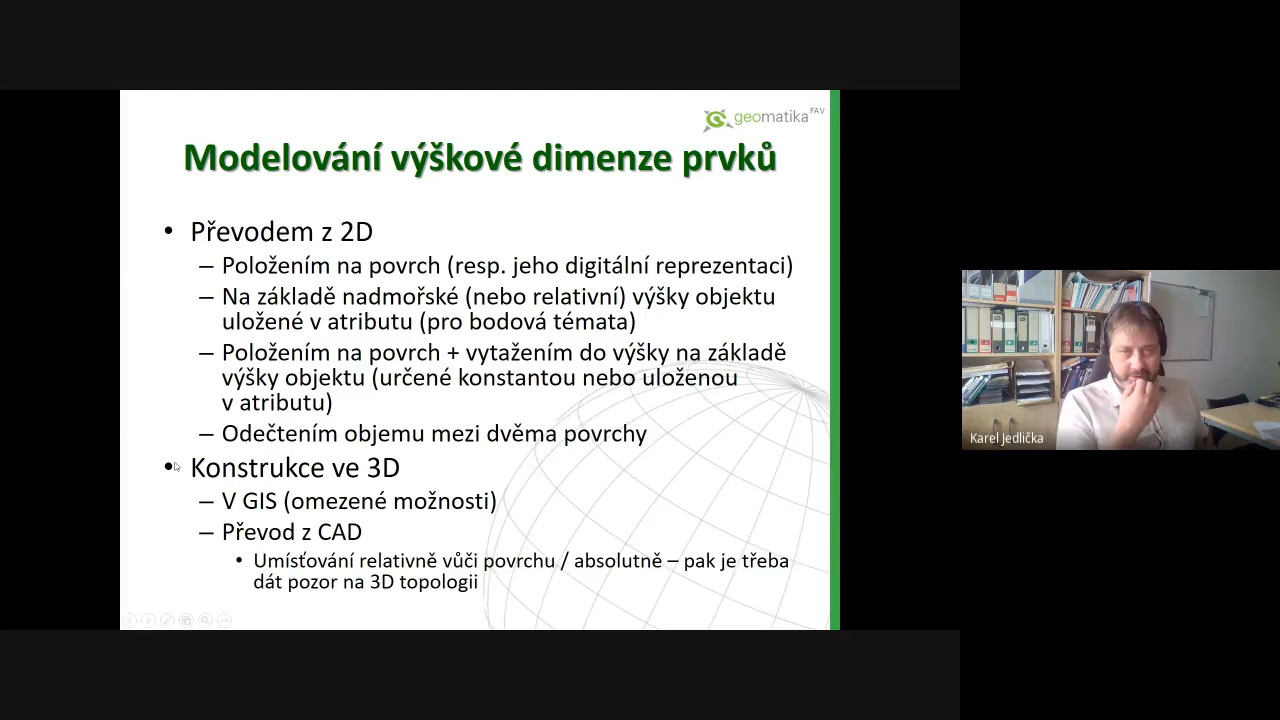 geomatika FAV
Modelování výškové dimenze prvků
• Převodem z 2D
– Položením na povrch (resp. jeho digitální reprezentaci)
– Na základě nadmořské (nebo relativní) výšky objektu
uložené v atributu (pro bodová témata)
– Položením na povrch + vytažením do výšky na základě
výšky objektu (určené konstantou nebo uloženou
v atributu)
– Odečtením objemu mezi dvěma povrchy
• Konstrukce ve 3D
– V GIS (omezené možnosti)
– Převod z CAD
• Umísťování relativně vůči povrchu / absolutně – pak je třeba
dát pozor na 3D topologii
Karel Jedlička